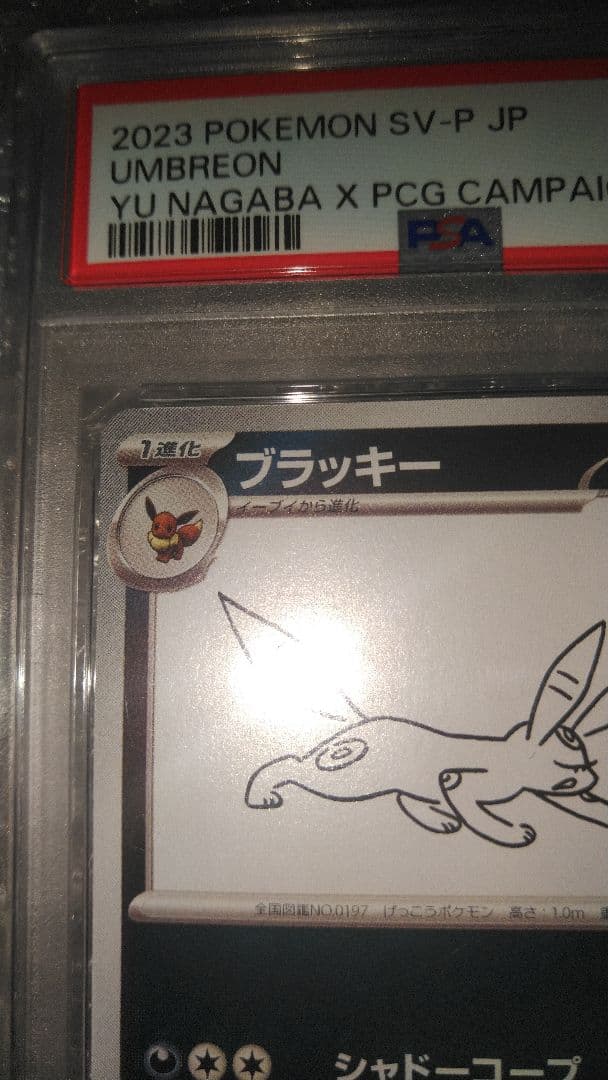 2023 POKEMON SV-P JP
UMBREON
YU NAGABA X PCG CAMPAI
PSA
1進化
ブラッキー
イーブイから進化
全国図鑑NO.0197 げっこうポケモン 高さ:1.0m
シャドーコープ